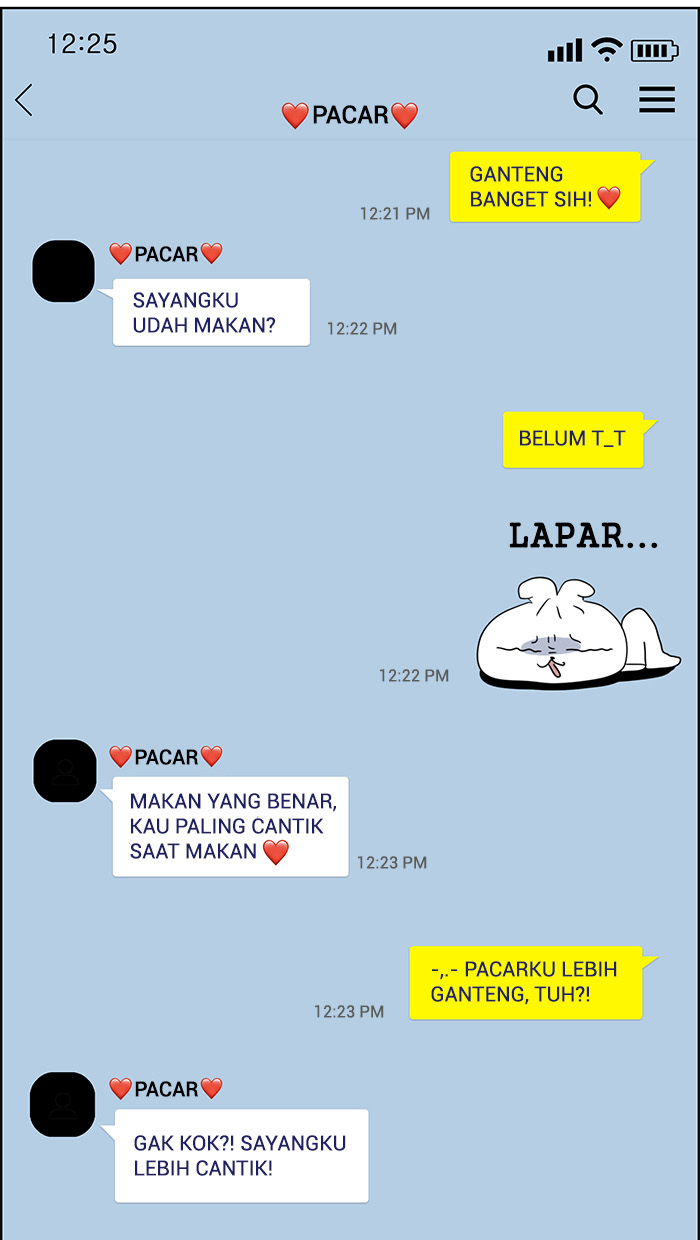 12:25
❤️PACAR❤️
GANTENG
BANGET SIH!❤️
12:21 PM
❤️PACAR❤️
SAYANGKU
UDAH MAKAN?
12:22 PM
BELUM T_T
LAPAR...
12:22 PM
❤️PACAR❤️
MAKAN YANG BENAR,
KAU PALING CANTIK
SAAT MAKAN ❤️
12:23 PM
-,.- PACARKU LEBIH
GANTENG, TUH?!
12:23 PM
❤️PACAR❤️
GAK KOK?! SAYANGKU
LEBIH CANTIK!